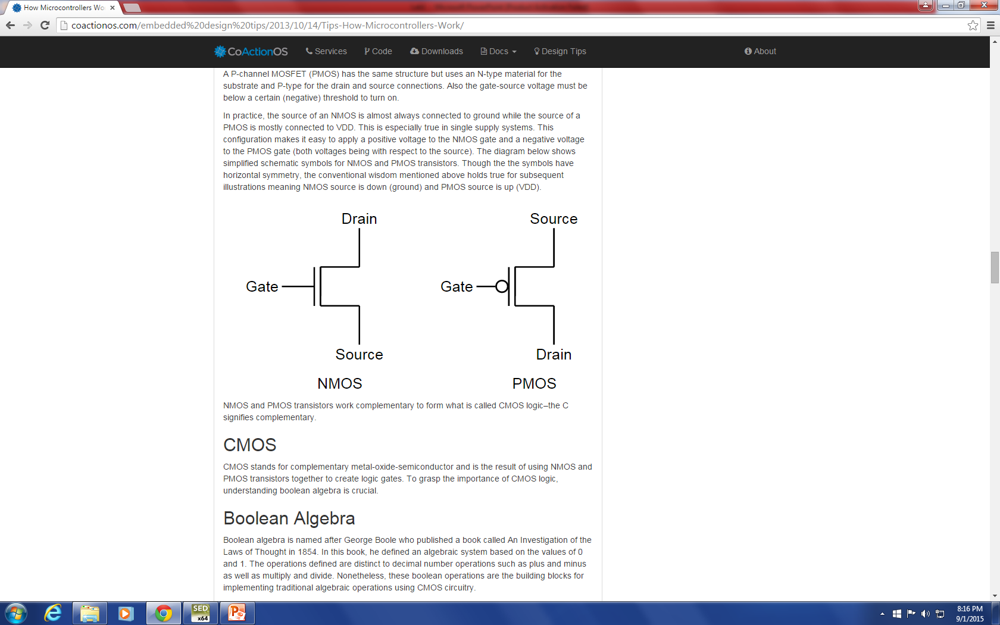 How Microcontrollers Wo
coactionos.com/embedded%20design%20tips/2013/10/14/Tips-How-Microcontrollers-Work/
CoActionOS Services Code Downloads Docs Design Tips About
A P-channel MOSFET (PMOS) has the same structure but uses an N-type material for the
substrate and P-type for the drain and source connections. Also the gate-source voltage must be
below a certain (negative) threshold to turn on.
In practice, the source of an NMOS is almost always connected to ground while the source of a
PMOS is mostly connected to VDD. This is especially true in single supply systems. This
configuration makes it easy to apply a positive voltage to the NMOS gate and a negative voltage
to the PMOS gate (both voltages being with respect to the source). The diagram below shows
simplified schematic symbols for NMOS and PMOS transistors. Though the the symbols have
horizontal symmetry, the conventional wisdom mentioned above holds true for subsequent
illustrations meaning NMOS source is down (ground) and PMOS source is up (VDD).
Drain
Gate
Source
NMOS
Source
Gate
Drain
PMOS
NMOS and PMOS transistors work complementary to form what is called CMOS logic–the C
signifies complementary.
CMOS
CMOS stands for complementary metal-oxide-semiconductor and is the result of using NMOS and
PMOS transistors together to create logic gates. To grasp the importance of CMOS logic,
understanding boolean algebra is crucial.
Boolean Algebra
Boolean algebra is named after George Boole who published a book called An Investigation of the
Laws of Thought in 1854. In this book, he defined an algebraic system based on the values of 0
and 1. The operations defined are distinct to decimal number operations such as plus and minus
as well as multiply and divide. Nonetheless, these boolean operations are the building blocks for
implementing traditional algebraic operations using CMOS circuitry.
SED
x64
8:16 PM
9/1/2015